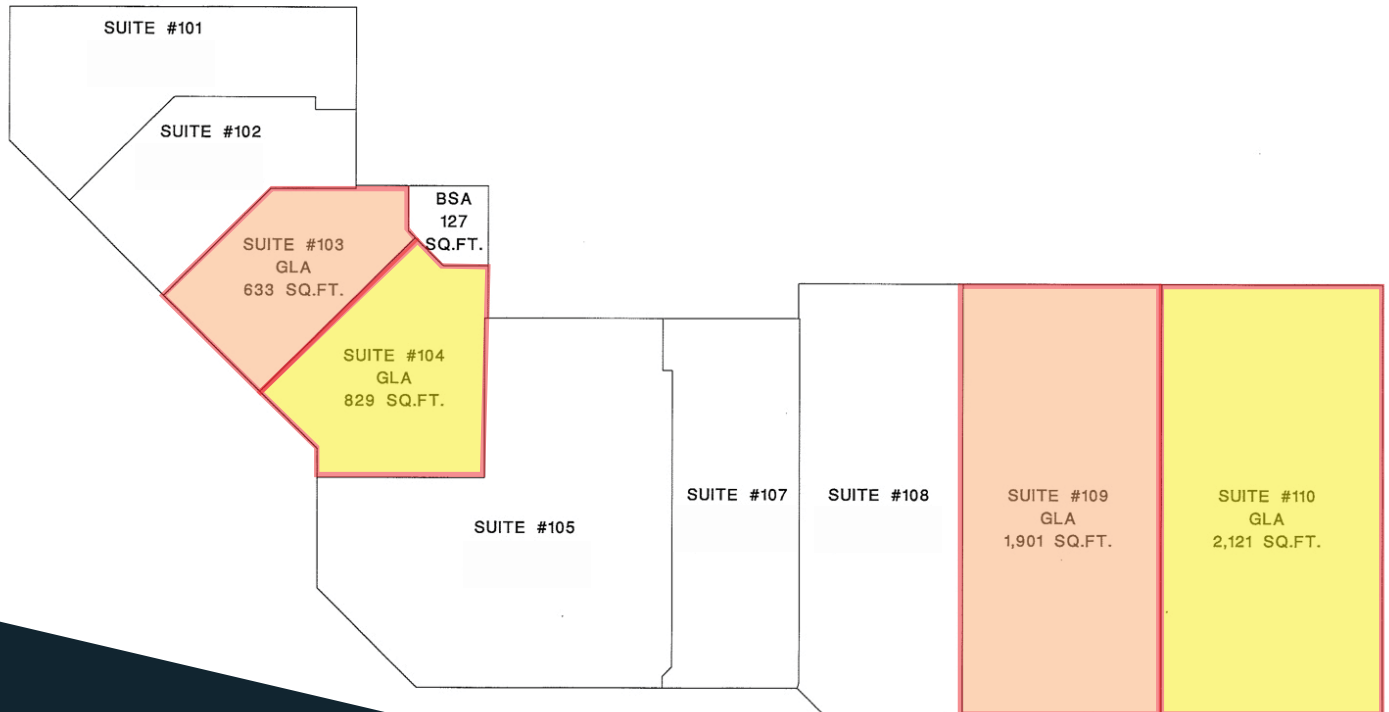 SUITE #101
SUITE #102
BSA
127
SQ.FT.
SUITE #103
GLA
633 SQ.FT.
SUITE #104
GLA
829 SQ.FT.
SUITE #105
SUITE #107
SUITE #108
SUITE #109
GLA
1,901 SQ.FT.
SUITE #110
GLA
2,121 SQ.FT.